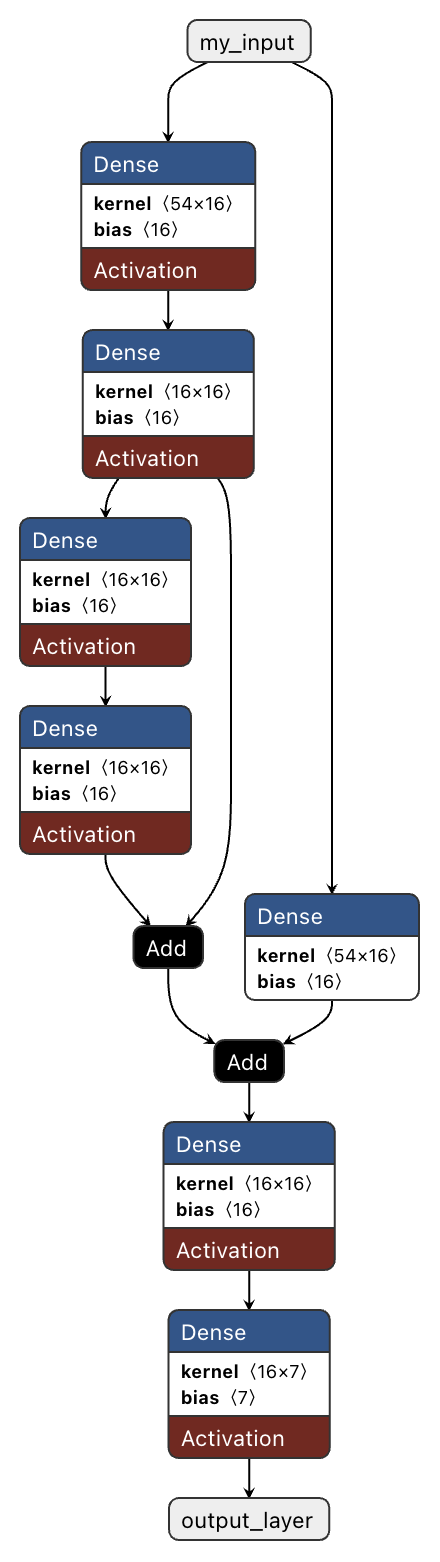 my_input
Dense
kernel 〈54×16〉
bias 〈16〉
Activation
Dense
kernel 〈16×16〉
bias 〈16〉
Activation
Dense
kernel 〈16×16〉
bias 〈16〉
Activation
Dense
kernel 〈16×16〉
bias 〈16〉
Activation
Add
Dense
kernel 〈54×16〉
bias 〈16〉
Add
Dense
kernel 〈16×16〉
bias 〈16〉
Activation
Dense
kernel 〈16×7〉
bias 〈7〉
Activation
output_layer